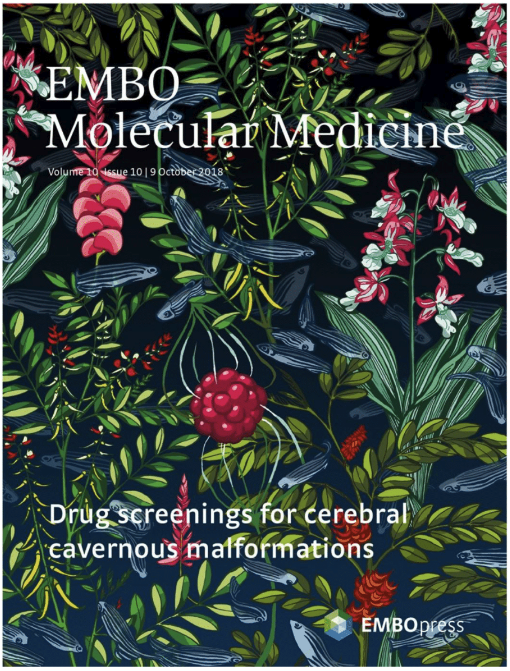 EMBO
Molecular Medicine
Volume 10 · Issue 10 | 9 October 2018
Drug screenings for cerebral
cavernous malformations
EMBOpress